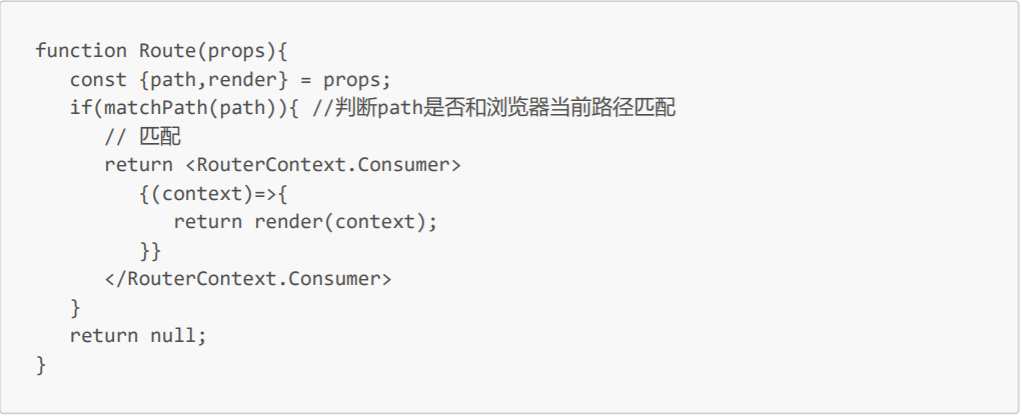 function Route(props){
   const {path,render} = props;
   if(matchPath(path)){ //判断path是否和浏览器当前路径匹配
      // 匹配
      return <RouterContext.Consumer>
         {(context)=>{
            return render(context);
         }}
      </RouterContext.Consumer>
   }
   return null;
}